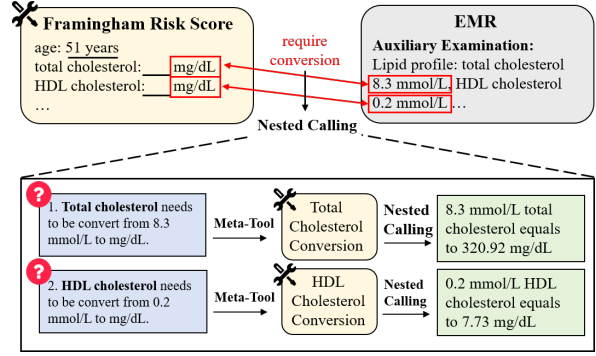 Framingham Risk Score
age: 51 years
total cholesterol: mg/dL
HDL cholesterol: mg/dL
…
require
conversion
EMR
Auxiliary Examination:
Lipid profile: total cholesterol
8.3 mmol/L, HDL cholesterol
0.2 mmol/L …
Nested Calling
?
1. Total cholesterol needs
to be convert from 8.3
mmol/L to mg/dL.
Meta-Tool
Total
Cholesterol
Conversion
Nested
Calling
8.3 mmol/L total
cholesterol equals
to 320.92 mg/dL
?
2. HDL cholesterol needs
to be convert from 0.2
mmol/L to mg/dL.
Meta-Tool
HDL
Cholesterol
Conversion
Nested
Calling
0.2 mmol/L HDL
cholesterol equals
to 7.73 mg/dL